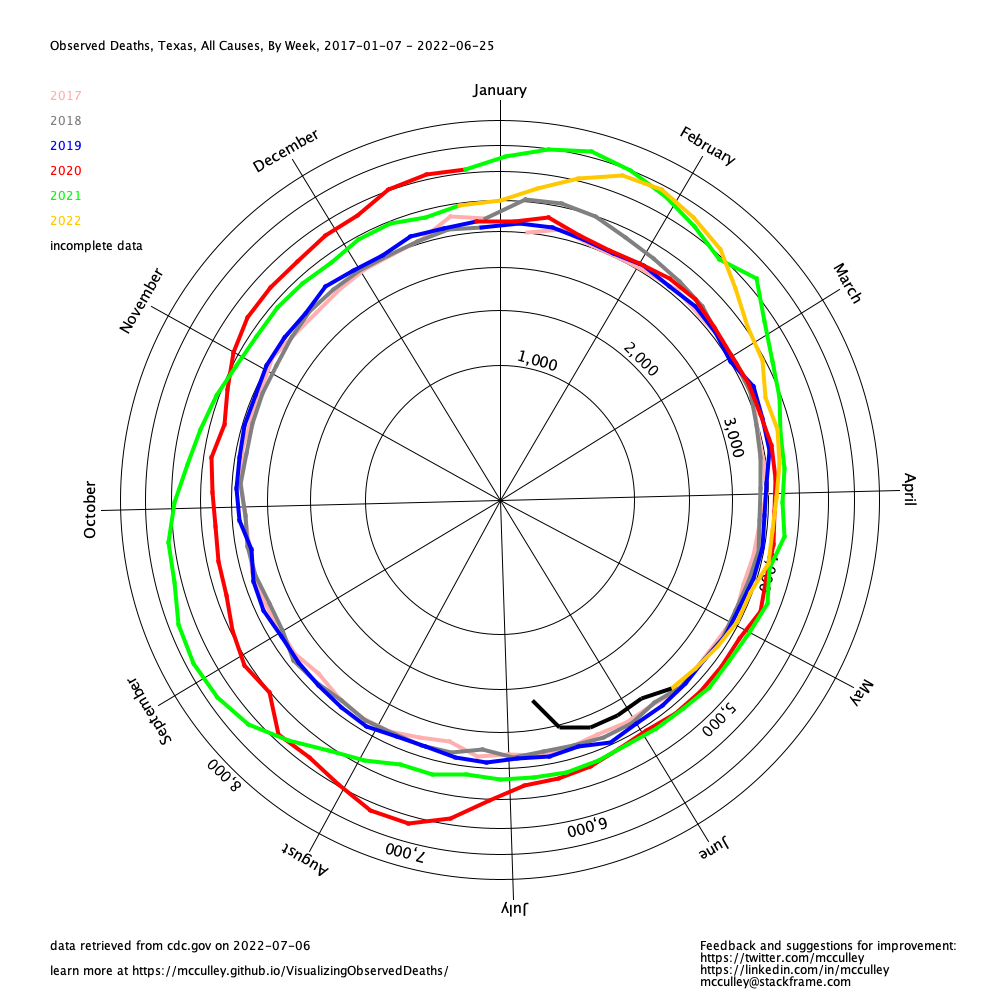 Observed Deaths, Texas, All Causes, By Week, 2017-01-07 - 2022-06-25
January
2017
2018
2019
2020
2021
2022
incomplete data
December
February
November
March
1,000
2,000
3,000
October
April
September
May
5,000
8,000
6,000
7,000
August
June
July
data retrieved from cdc.gov on 2022-07-06
learn more at https://mcculley.github.io/VisualizingObservedDeaths/
Feedback and suggestions for improvement:
https://twitter.com/mcculley
https://linkedin.com/in/mcculley
mcculley@stackframe.com